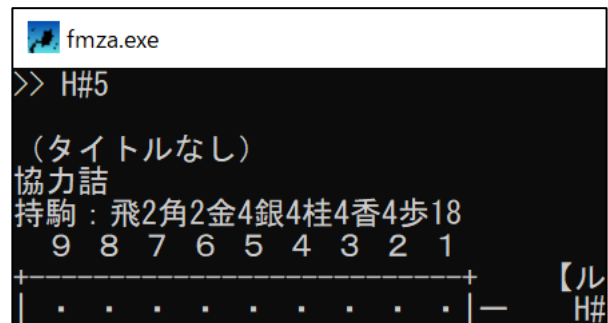 fmza.exe
>> H#5
(タイトルなし)
協力詰
持駒:飛2角2金4銀4桂4香4歩18
9 8 7 6 5 4 3 2 1
+---------------------------+ 【ル
| ・ ・ ・ ・ ・ ・ ・ ・ ・|一 H#